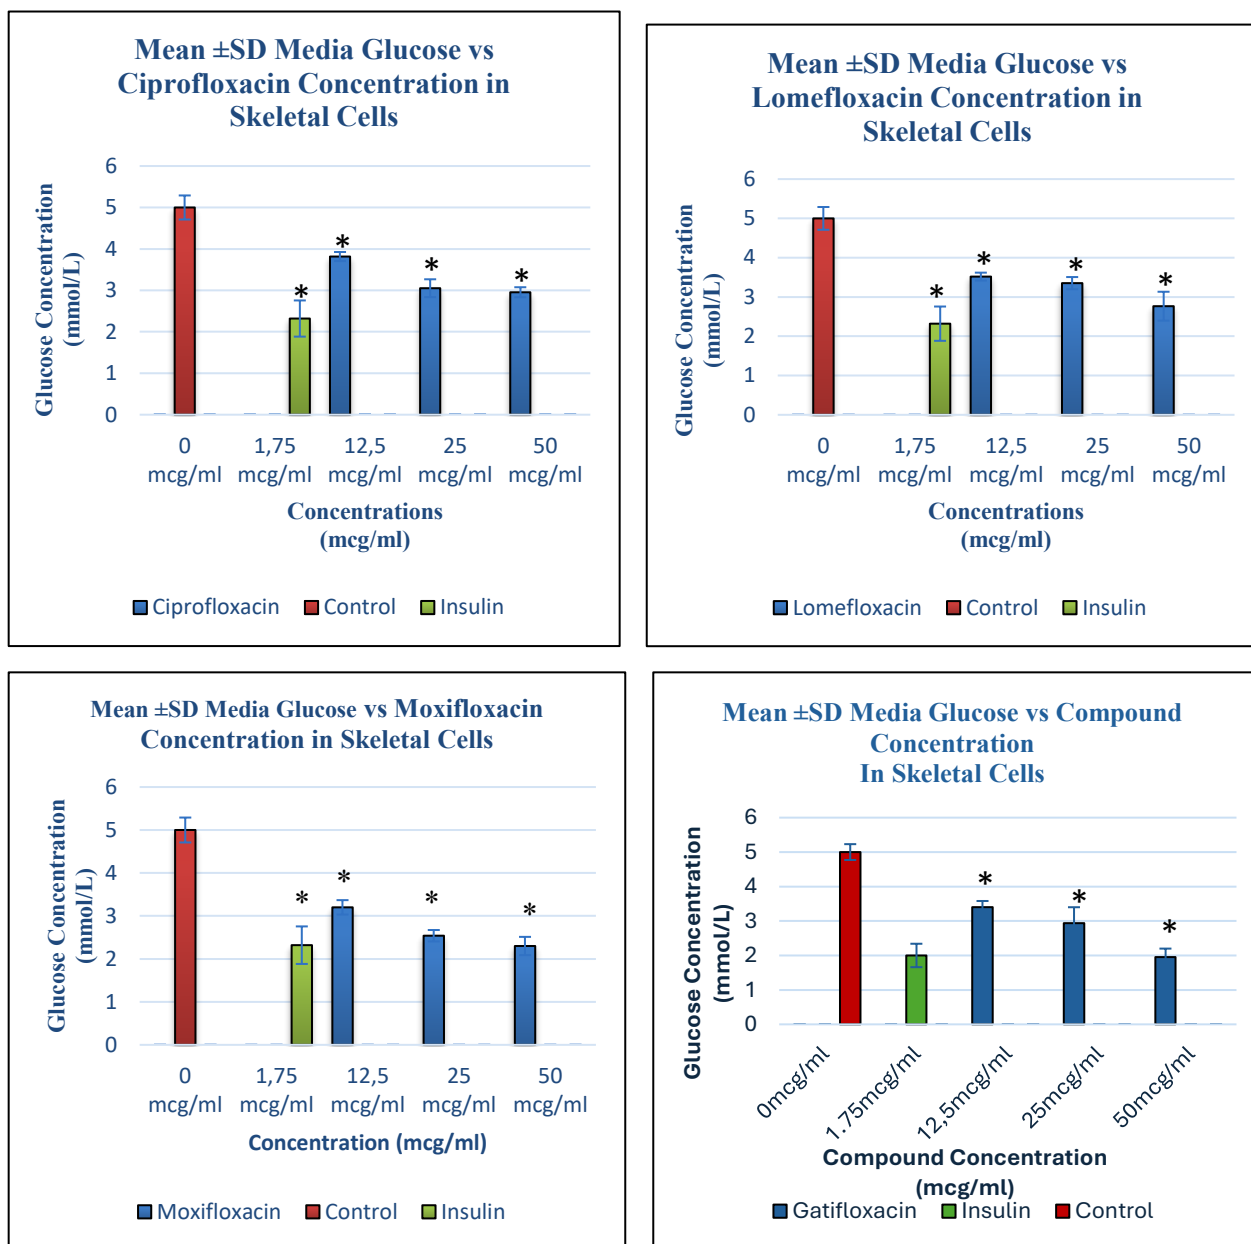 Mean ±SD Media Glucose vs
Ciprofloxacin Concentration in
Skeletal Cells
Glucose Concentration
(mmol/L)
6
5
4
3
2
1
0
*
*
*
*
0
mcg/ml
1,75
mcg/ml
12,5
mcg/ml
25
mcg/ml
50
mcg/ml
Concentrations
(mcg/ml)
Ciprofloxacin Control Insulin
Mean ±SD Media Glucose vs
Lomefloxacin Concentration in
Skeletal Cells
Glucose Concentration
(mmol/L)
6
5
4
3
2
1
0
*
*
*
*
0
mcg/ml
1,75
mcg/ml
12,5
mcg/ml
25
mcg/ml
50
mcg/ml
Concentrations
(mcg/ml)
Lomefloxacin Control Insulin
Mean ±SD Media Glucose vs Moxifloxacin
Concentration in Skeletal Cells
Glucose Concentration
(mmol/L)
6
5
4
3
2
1
0
*
*
*
*
0
mcg/ml
1,75
mcg/ml
12,5
mcg/ml
25
mcg/ml
50
mcg/ml
Concentration (mcg/ml)
Moxifloxacin Control Insulin
Mean ±SD Media Glucose vs Compound
Concentration
In Skeletal Cells
Glucose Concentration
(mmol/L)
6
5
4
3
2
1
0
*
*
*
0mcg/ml
1.75mcg/ml
12,5mcg/ml
25mcg/ml
50mcg/ml
Compound Concentration
(mcg/ml)
Gatifloxacin Insulin Control